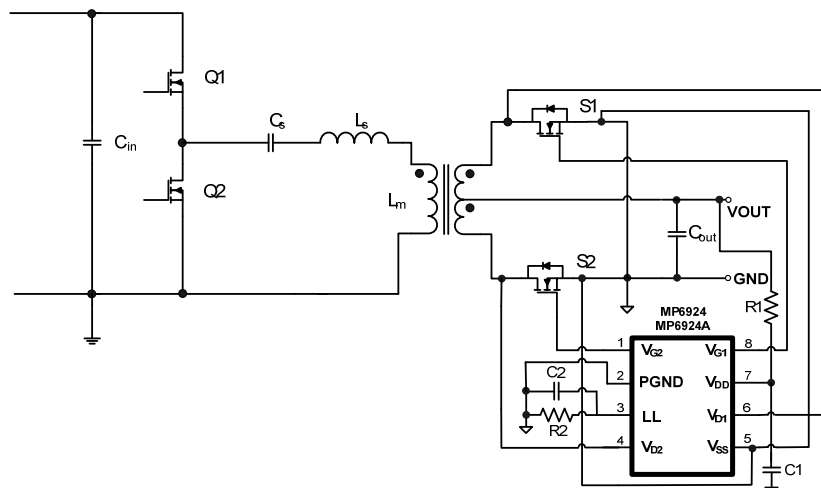 Q1
S1
Cs
Ls
Cin
Q2
Lm
VOUT
Cout
S2
GND
R1
MP6924
MP6924A
1
VG2
VG1
8
C2
2
PGND
VDD
7
3
LL
VD1
6
R2
4
VD2
VSS
5
C1